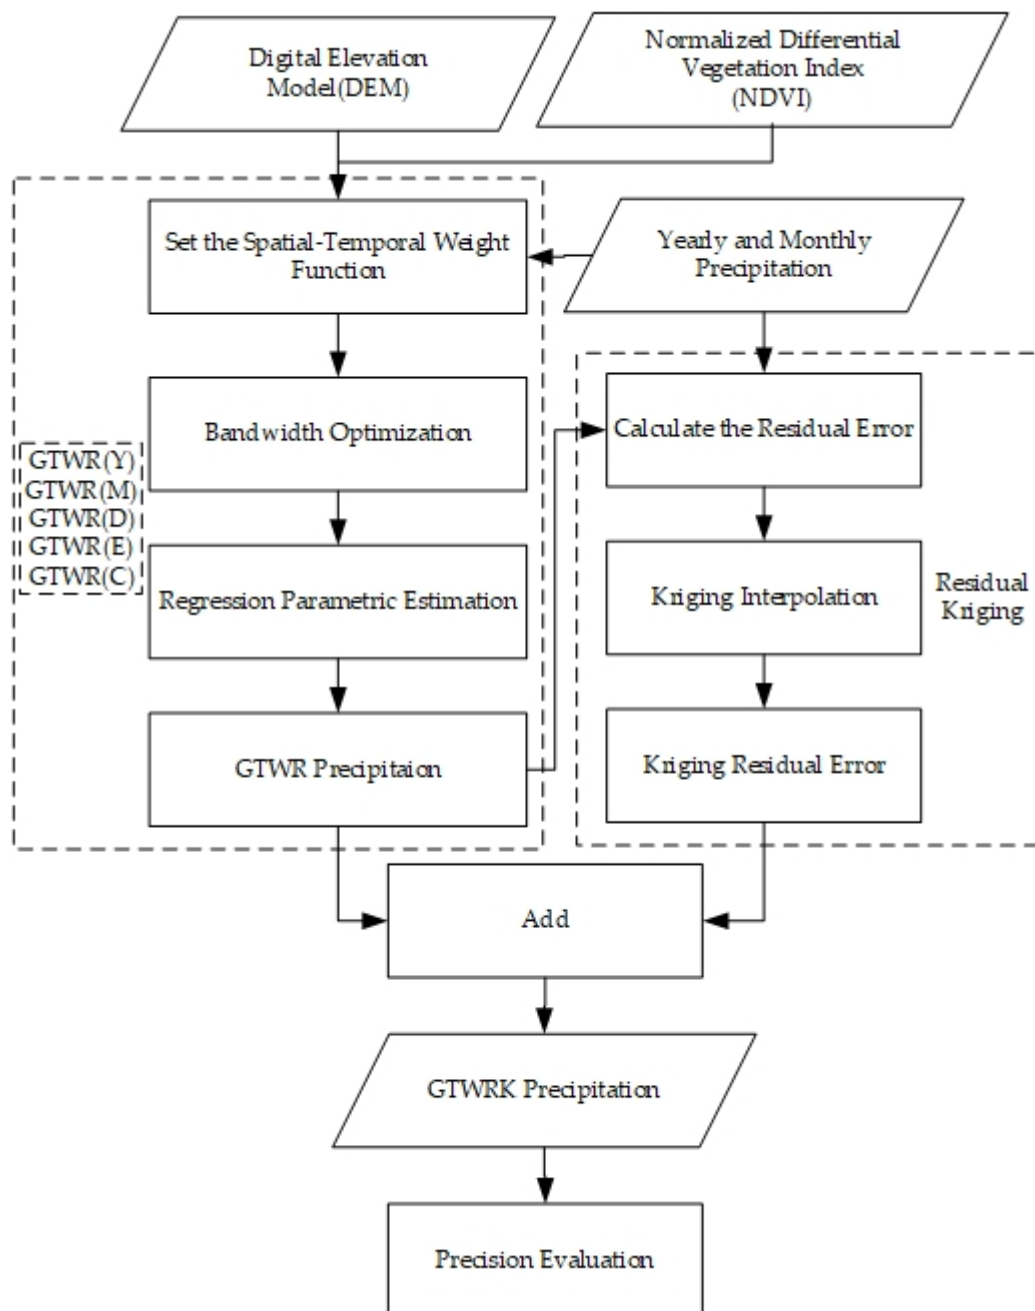 Digital Elevation
Model(DEM)
Normalized Differential
Vegetation Index
(NDVI)
Set the Spatial-Temporal Weight
Function
Yearly and Monthly
Precipitation
Bandwidth Optimization
Calculate the Residual Error
GTWR(Y)
GTWR(M)
GTWR(D)
GTWR(E)
GTWR(C)
Regression Parametric Estimation
Kriging Interpolation
Residual
Kriging
GTWR Precipitaion
Kriging Residual Error
Add
GTWRK Precipitation
Precision Evaluation